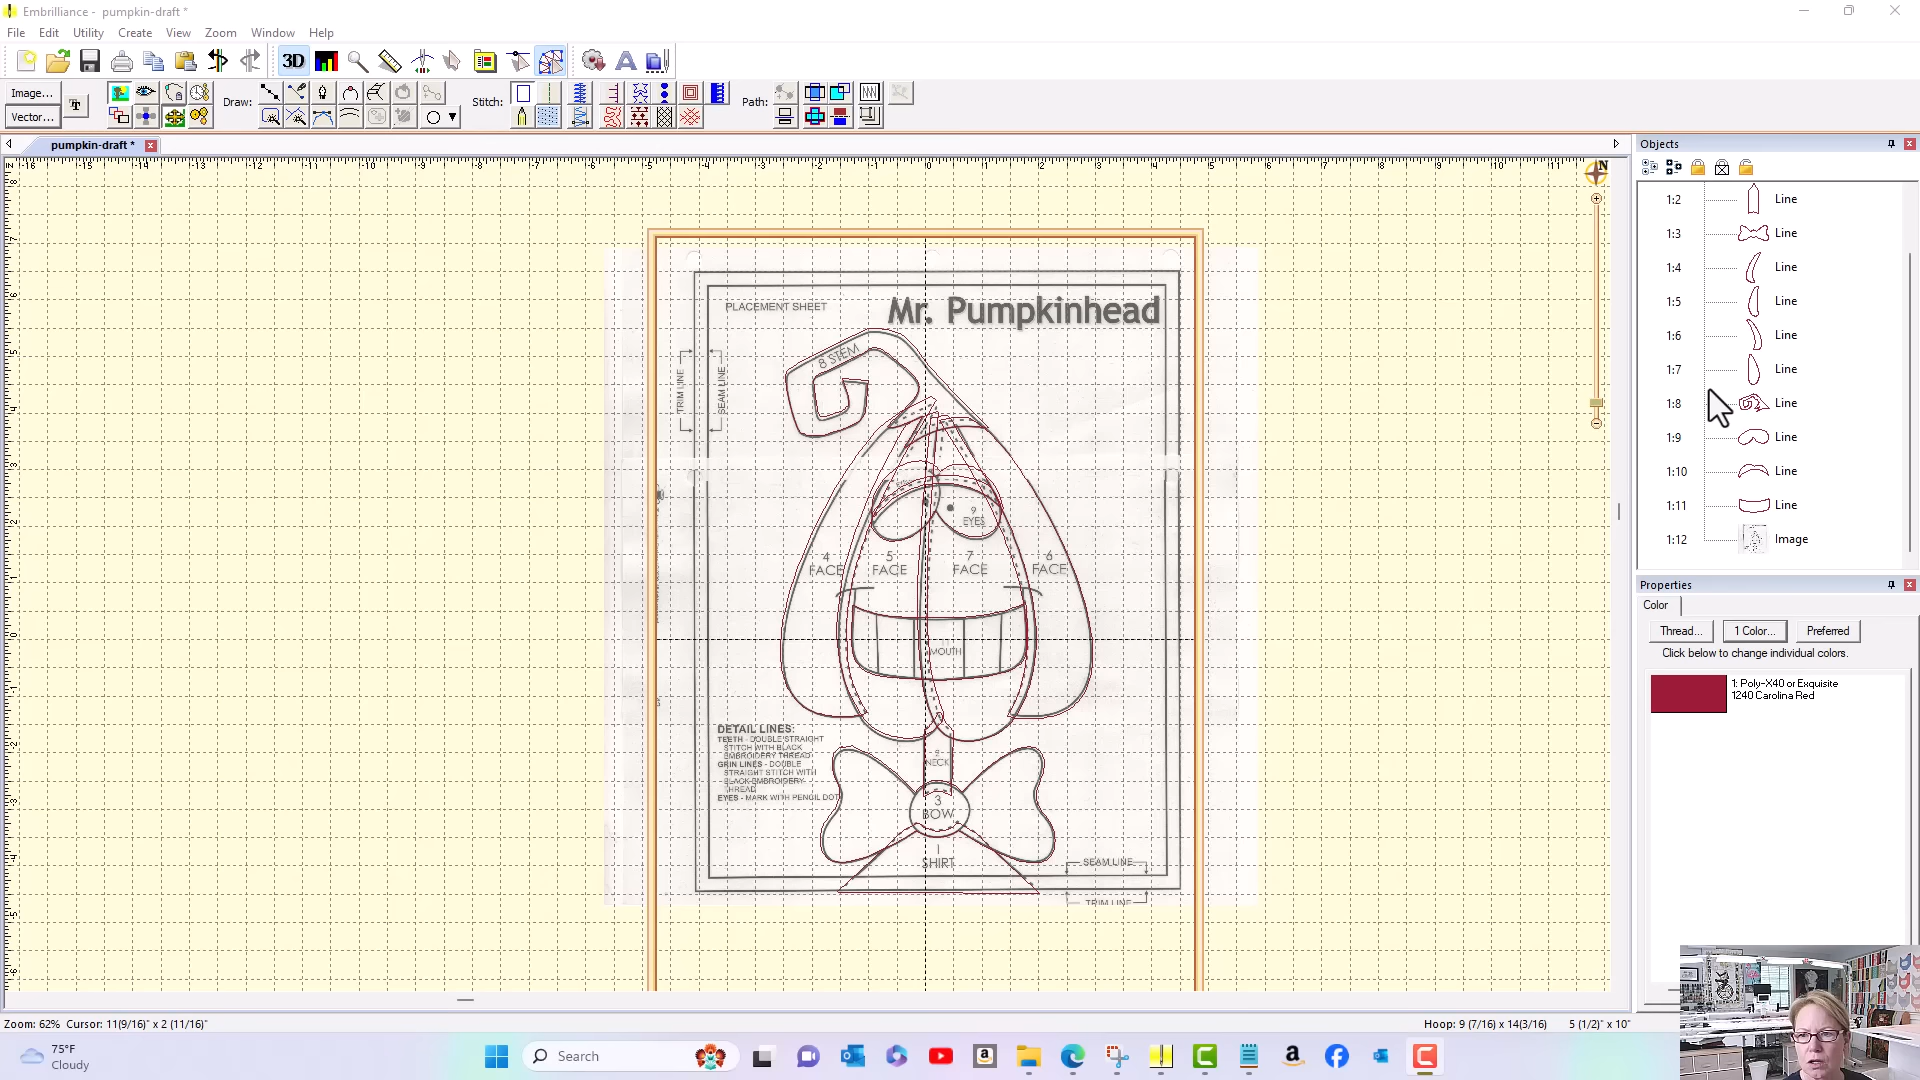 Embrilliance - pumpkin-draft *
File Edit Utility Create View Zoom Window Help
3D
Image...
Draw:
Stitch:
Path:
Vector...
pumpkin-draft *
Objects
PLACEMENT SHEET
Mr. Pumpkinhead
8 STEM
TRIM LINE
SEAM LINE
9
EYES
4
FACE
5
FACE
7
FACE
6
FACE
MOUTH
DETAIL LINES:
TEETH - DOUBLE STRAIGHT
STITCH WITH BLACK
EMBROIDERY THREAD
GRIN LINES - DOUBLE
STRAIGHT STITCH WITH
BLACK EMBROIDERY
THREAD
EYES - MARK WITH PENCIL DOT
2
NECK
3
BOW
1
SHIRT
SEAM LINE
TRIM LINE
1:2 Line
1:3 Line
1:4 Line
1:5 Line
1:6 Line
1:7 Line
1:8 Line
1:9 Line
1:10 Line
1:11 Line
1:12 Image
Properties
Color
Thread... 1 Color... Preferred
Click below to change individual colors.
1: Poly-X40 or Exquisite
1240 Carolina Red
Zoom: 62% Cursor: 11(9/16)" x 2 (11/16)"
Hoop: 9 (7/16) x 14(3/16)
5 (1/2)" x 10"
75°F
Cloudy
Search